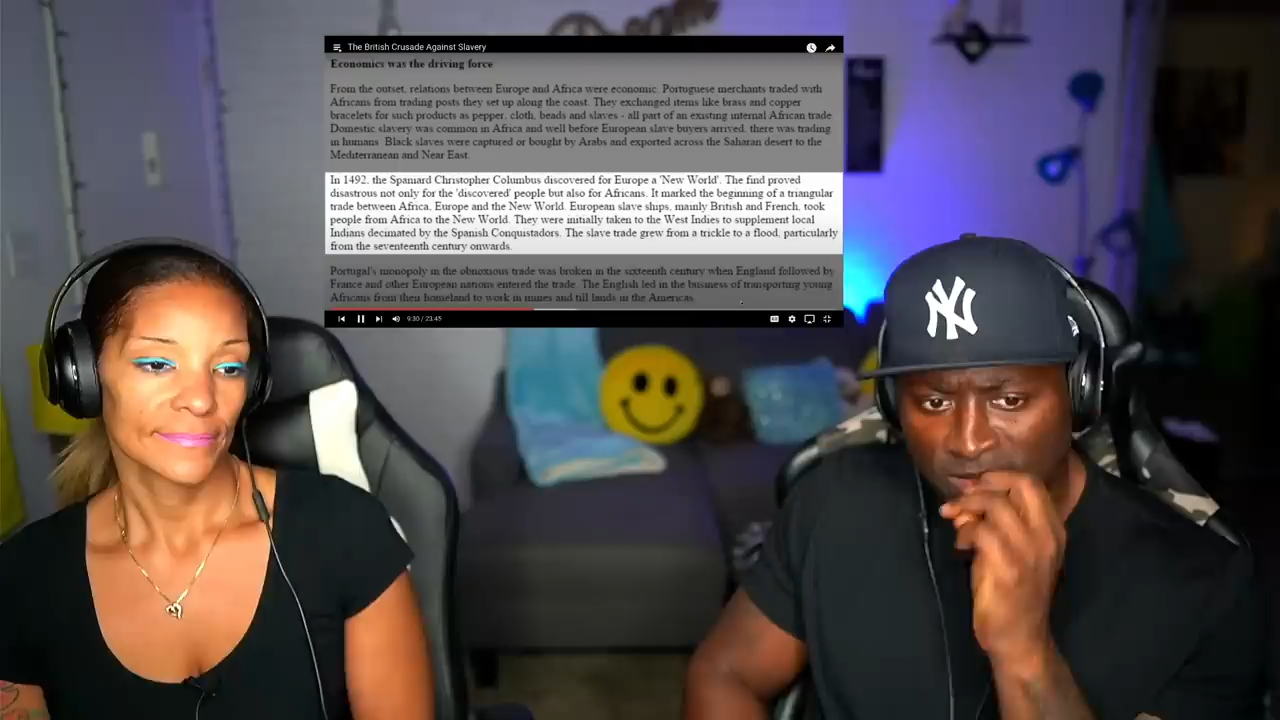 The British Crusade Against Slavery
Economics was the driving force
From the outset, relations between Europe and Africa were economic. Portuguese merchants traded with
Africans from trading posts they set up along the coast. They exchanged items like brass and copper
bracelets for such products as pepper, cloth, beads and slaves - all part of an existing internal African trade
Domestic slavery was common in Africa and well before European slave buyers arrived, there was trading
in humans Black slaves were captured or bought by Arabs and exported across the Saharan desert to the
Mediterranean and Near East.
In 1492, the Spaniard Christopher Columbus discovered for Europe a 'New World'. The find proved
disastrous not only for the 'discovered' people but also for Africans. It marked the beginning of a triangular
trade between Africa, Europe and the New World. European slave ships, mainly British and French, took
people from Africa to the New World. They were initially taken to the West Indies to supplement local
Indians decimated by the Spanish Conquistadors. The slave trade grew from a trickle to a flood, particularly
from the seventeenth century onwards.
Portugal's monopoly in the obnoxious trade was broken in the sixteenth century when England followed by
France and other European nations entered the trade. The English led in the business of transporting young
Africans from their homeland to work in mines and till lands in the Americas.
9:30 / 23:45
NY